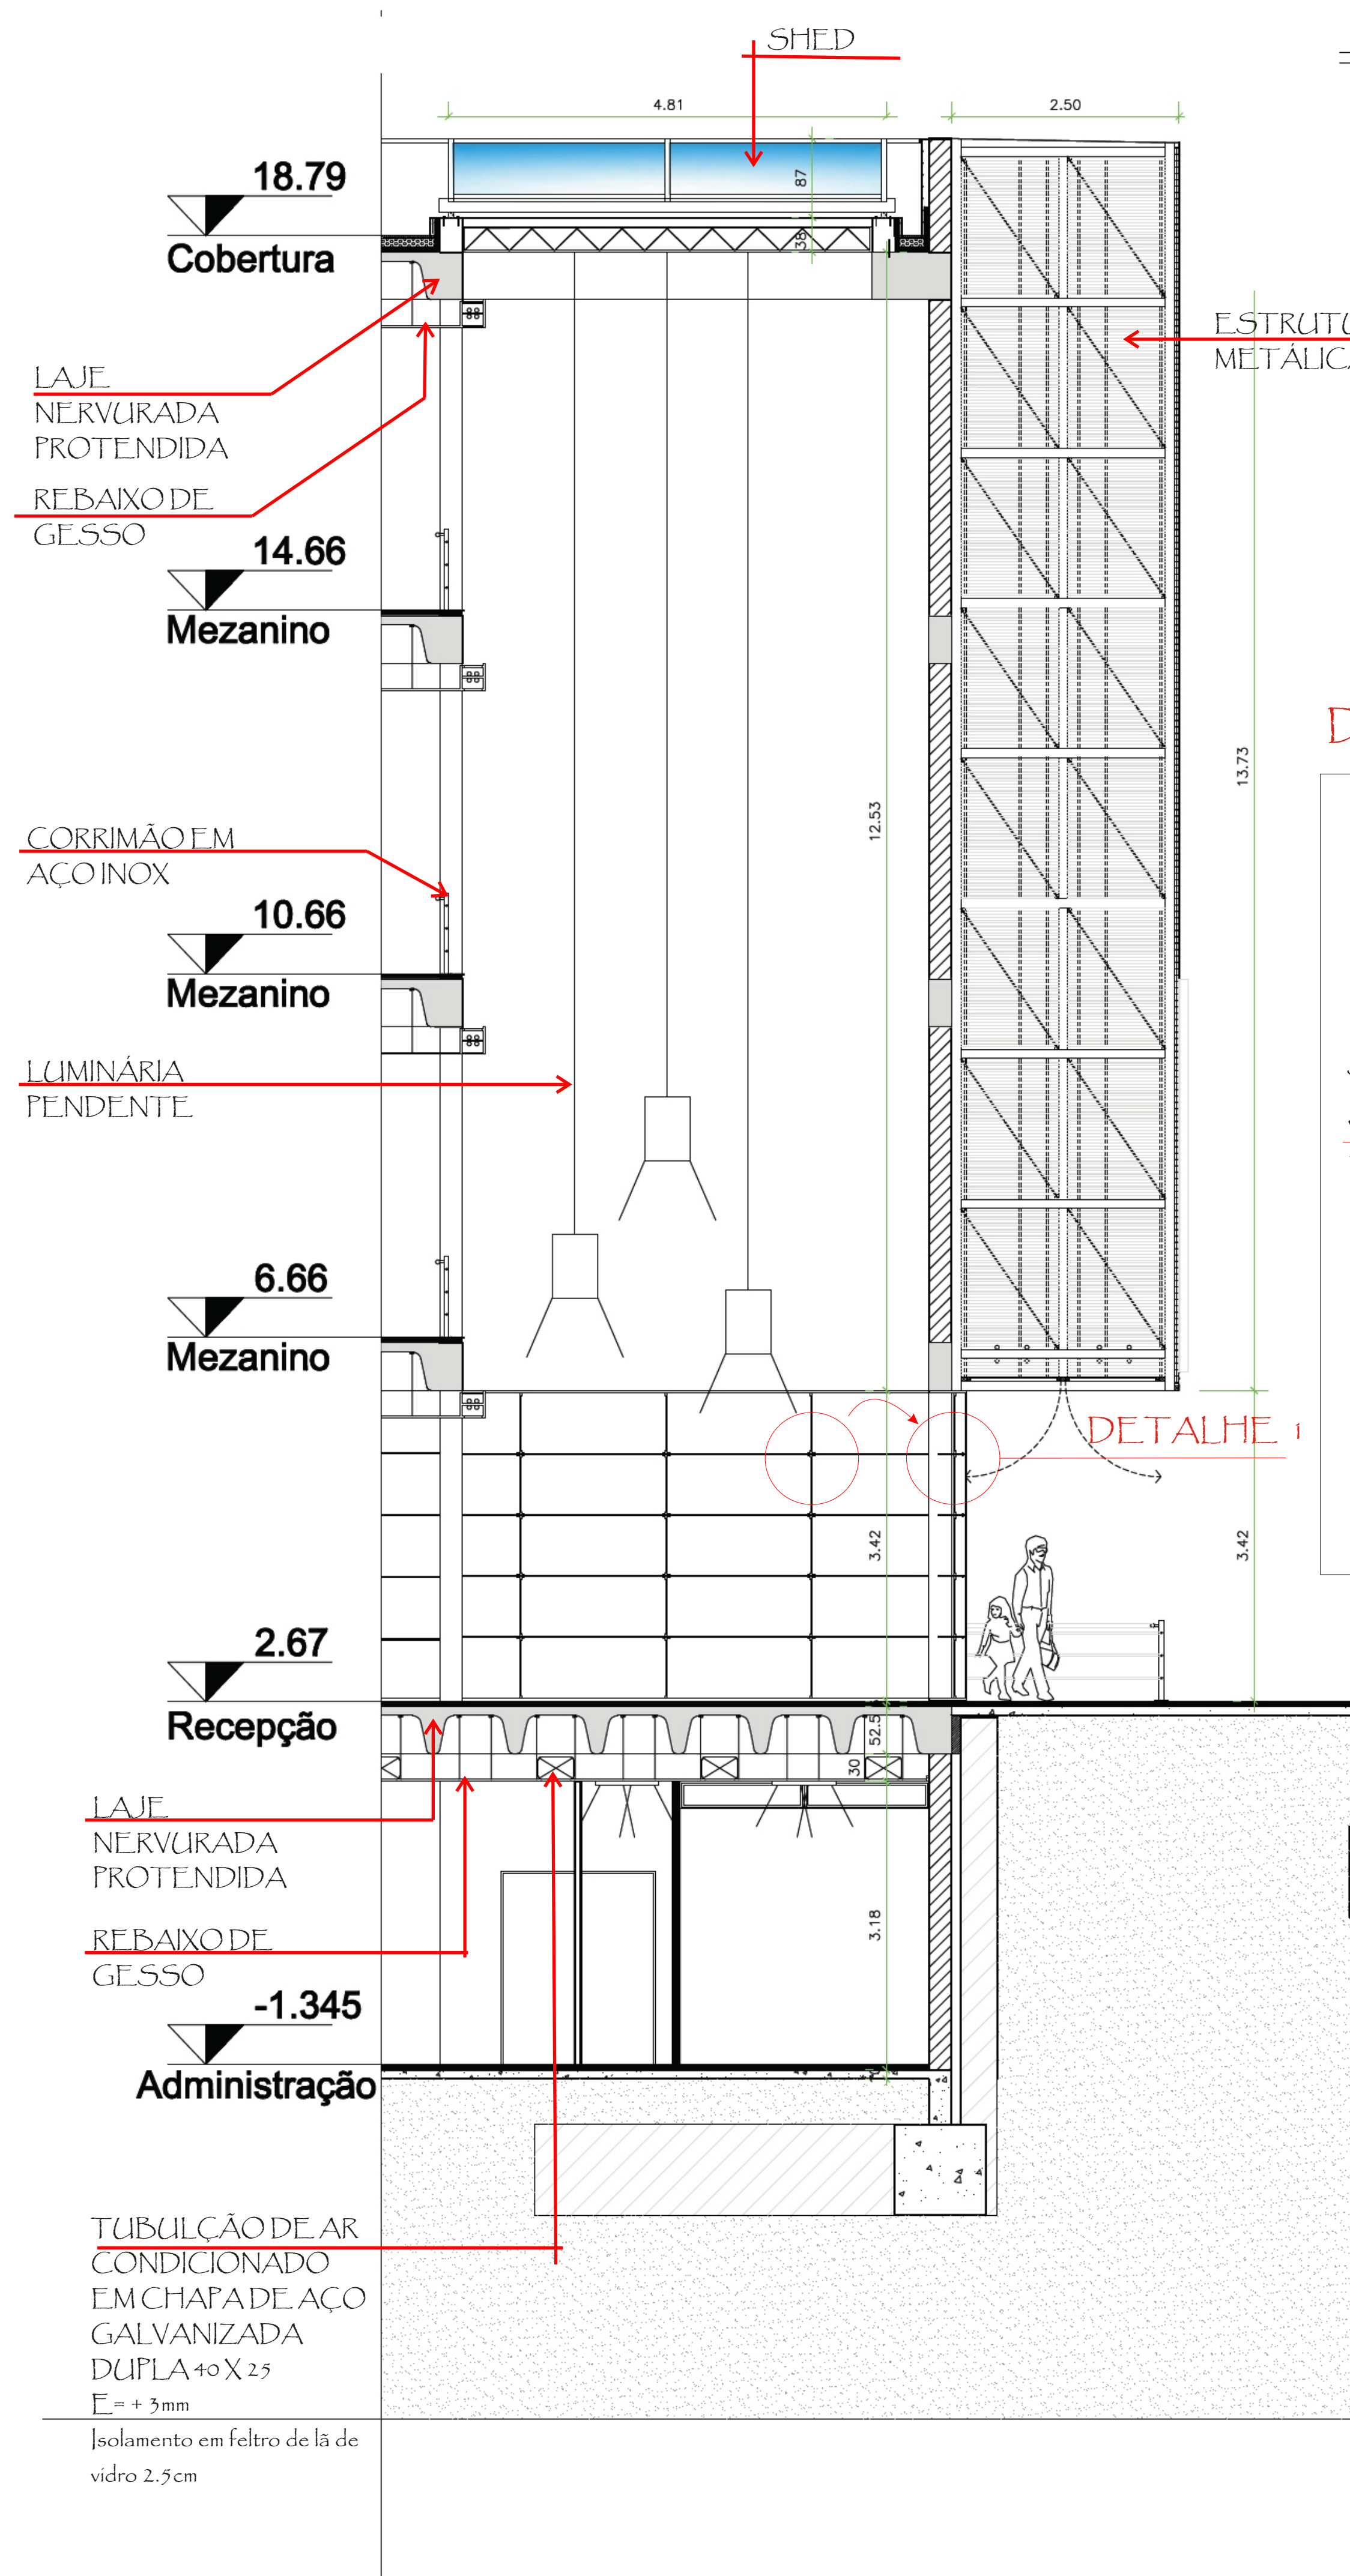 SHED
4.81
2.50
87
38
18.79
Cobertura
ESTRUTU
METÁLICA
LAJE
NERVURADA
PROTENDIDA
REBAIXO DE
GESSO
14.66
Mezanino
D
13.73
12.53
CORRIMÃO EM
AÇO INOX
10.66
Mezanino
LUMINÁRIA
PENDENTE
6.66
Mezanino
DETALHE 1
3.42
3.42
2.67
Recepção
52.5
30
LAJE
NERVURADA
PROTENDIDA
3.18
REBAIXO DE
GESSO
-1.345
Administração
TUBULÇÃO DE AR
CONDICIONADO
EM CHAPA DE AÇO
GALVANIZADA
DUPLA 40 X 25
E= + 3mm
Isolamento em feltro de lã de
vidro 2.5cm